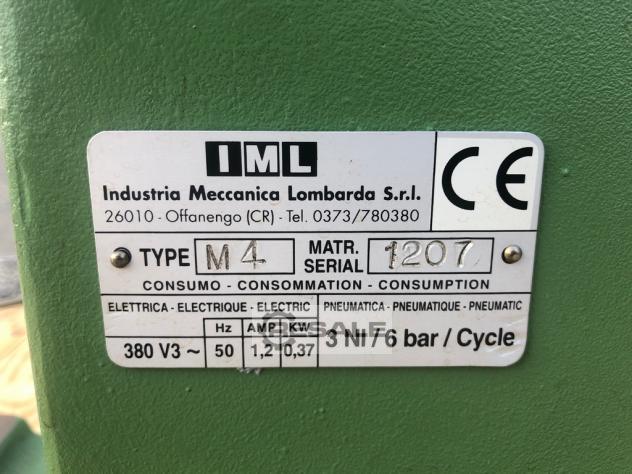 IML
Industria Meccanica Lombarda S.r.l.
26010 - Offanengo (CR) - Tel. 0373/780380
CE
TYPE M4 MATR. SERIAL 1207
CONSUMO - CONSOMMATION - CONSUMPTION
ELETTRICA - ELECTRIQUE - ELECTRIC PNEUMATICA - PNEUMATIQUE - PNEUMATIC
Hz AMP KW
380 V3 ~ 50 1,2 0,37 3 Nl / 6 bar / Cycle
RESALE